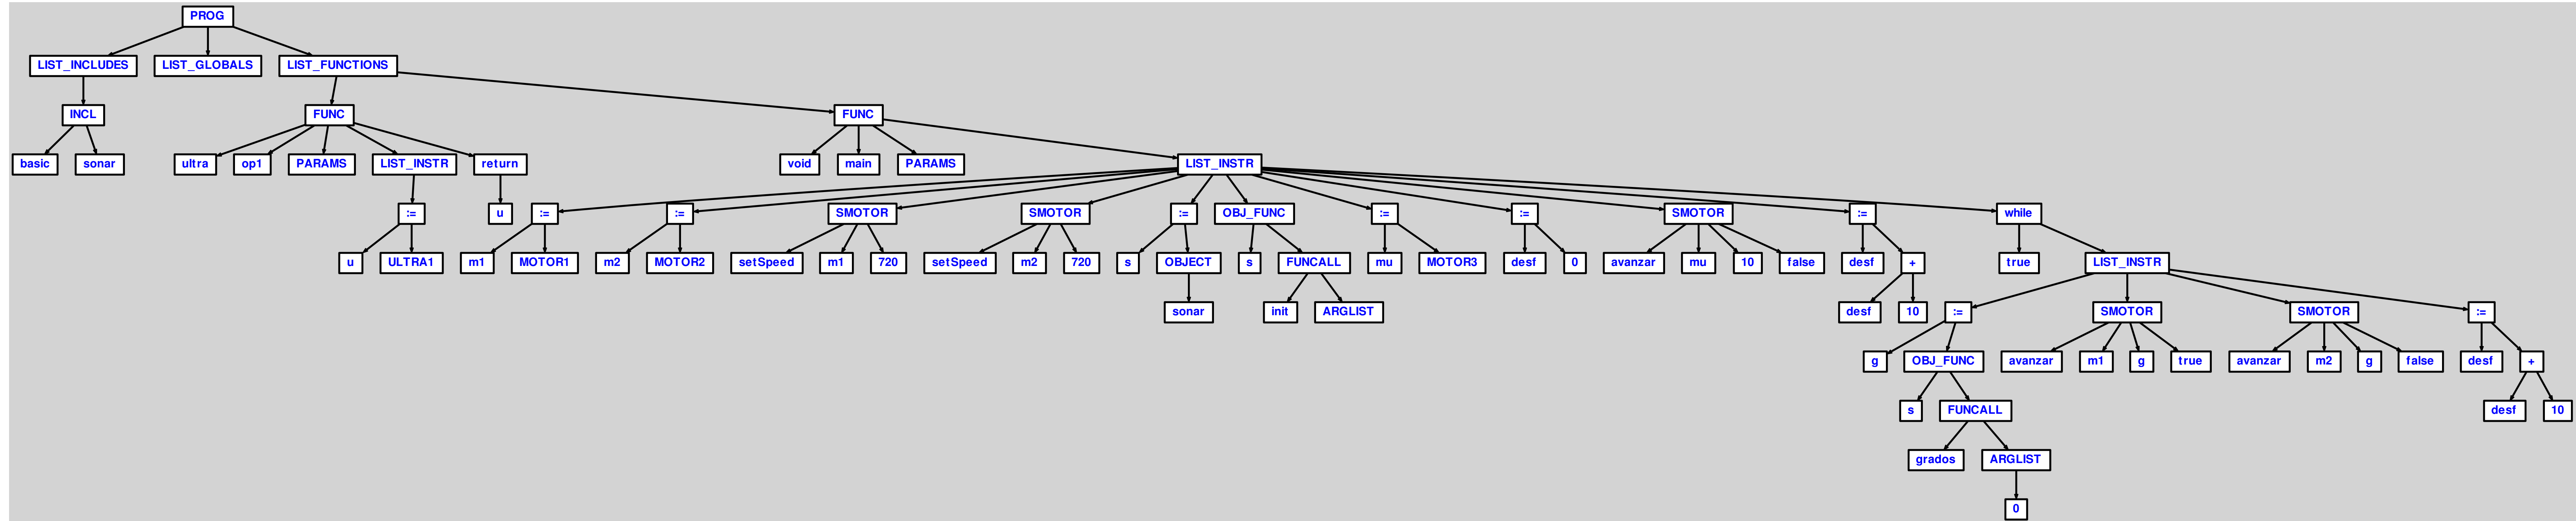 PROG
LIST_INCLUDES LIST_GLOBALS LIST_FUNCTIONS
INCL FUNC FUNC
basic sonar ultra op1 PARAMS LIST_INSTR return void main PARAMS LIST_INSTR
:= u := := SMOTOR SMOTOR := OBJ_FUNC := := SMOTOR := while
u ULTRA1 m1 MOTOR1 m2 MOTOR2 setSpeed m1 720 setSpeed m2 720 s OBJECT s FUNCALL mu MOTOR3 desf 0 avanzar mu 10 false desf + true LIST_INSTR
sonar init ARGLIST desf 10 := SMOTOR SMOTOR :=
g OBJ_FUNC avanzar m1 g true avanzar m2 g false desf +
s FUNCALL desf 10
grados ARGLIST
0